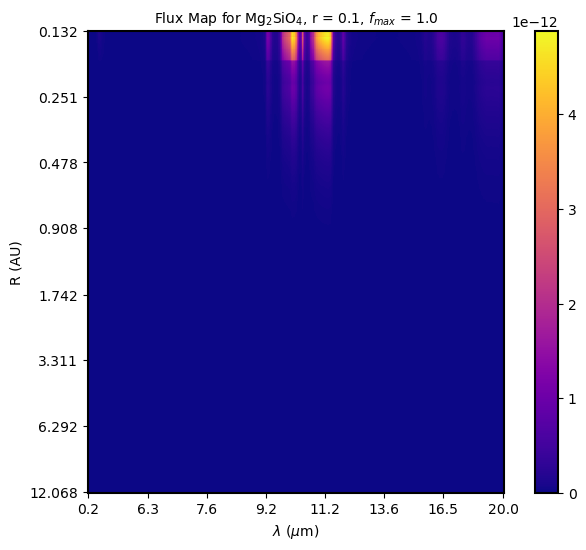 Flux Map for Mg₂SiO₄, r = 0.1, fₘₐₓ = 1.0
1e−12
0.132
0.251
0.478
0.908
1.742
3.311
6.292
12.068
R (AU)
4
3
2
1
0
0.2 6.3 7.6 9.2 11.2 13.6 16.5 20.0
λ (μm)